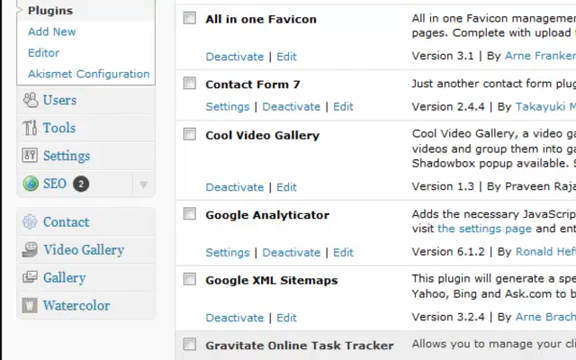 Plugins
Add New
Editor
Akismet Configuration
Users
Tools
Settings
SEO 2
Contact
Video Gallery
Gallery
Watercolor
All in one Favicon
All in one Favicon manageme
pages. Complete with upload
Deactivate | Edit
Version 3.1 | By Arne Franken
Contact Form 7
Just another contact form plug
Settings | Deactivate | Edit
Version 2.4.4 | By Takayuki M
Cool Video Gallery
Cool Video Gallery, a video ga
videos and group them into ga
Shadowbox popup available. S
Deactivate | Edit
Version 1.3 | By Praveen Raja
Google Analyticator
Adds the necessary JavaScrip
visit the settings page and ent
Settings | Deactivate | Edit
Version 6.1.2 | By Ronald Hef
Google XML Sitemaps
This plugin will generate a spe
Yahoo, Bing and Ask.com to b
Deactivate | Edit
Version 3.2.4 | By Arne Brach
Gravitate Online Task Tracker
Allows you to manage your cli